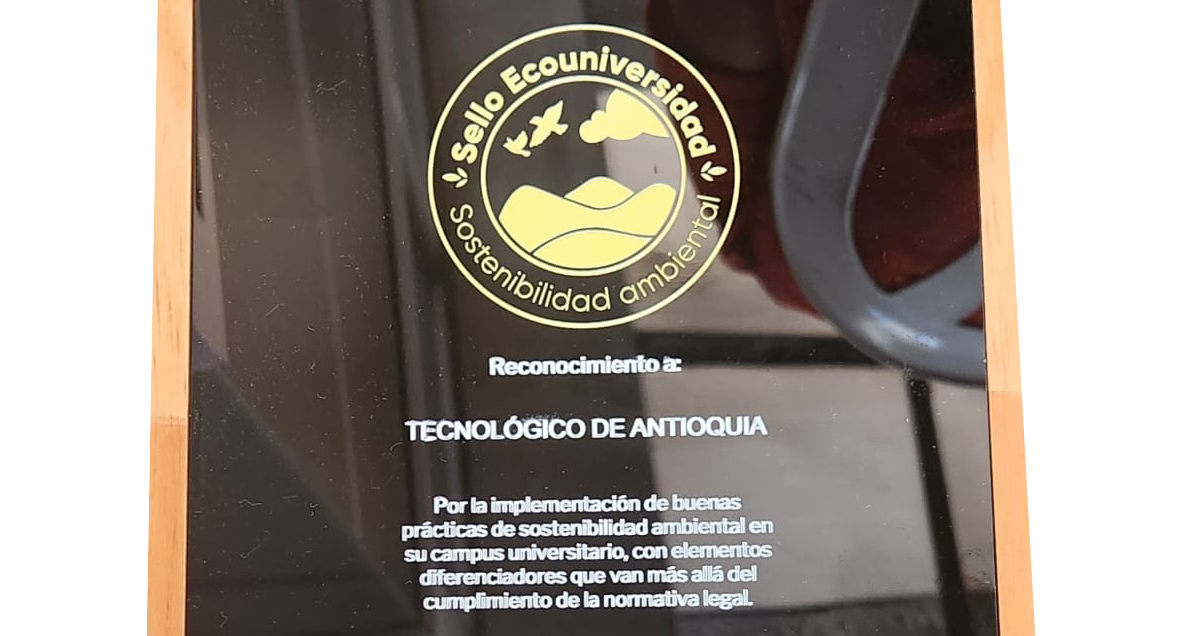 Sello Ecouniversidad
Sostenibilidad ambiental
Reconocimiento a:
TECNOLÓGICO DE ANTIOQUIA
Por la implementación de buenas
prácticas de sostenibilidad ambiental en
su campus universitario, con elementos
diferenciadores que van más allá del
cumplimiento de la normativa legal.